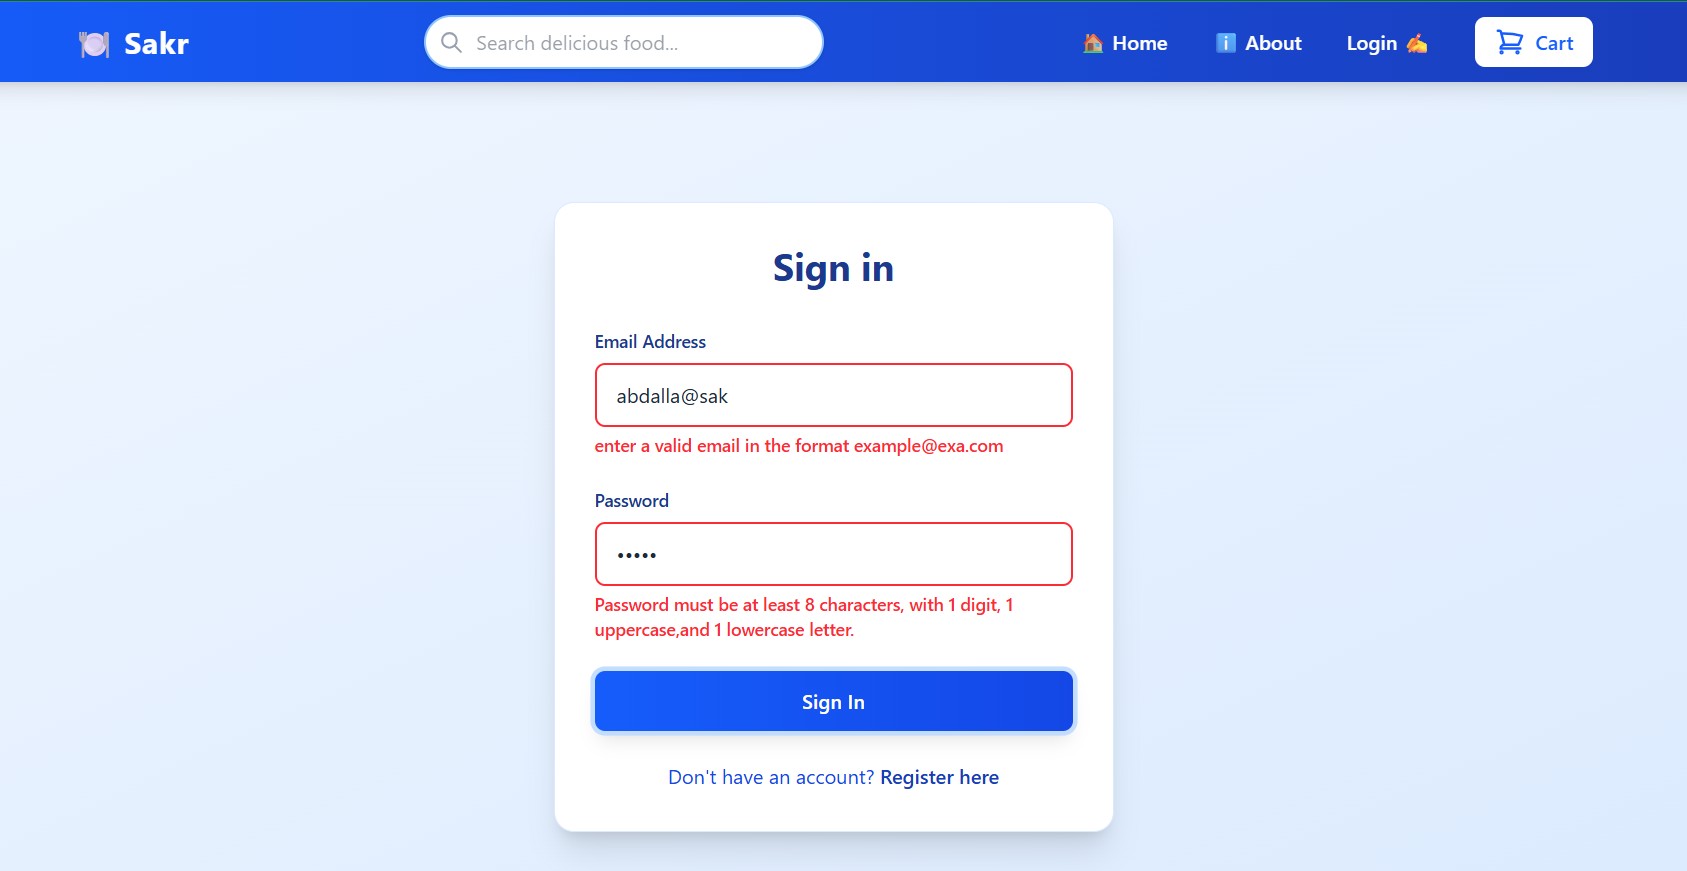 Sakr
Search delicious food...
Home
About
Login
Cart
Sign in
Email Address
abdalla@sak
enter a valid email in the format example@exa.com
Password
•••••
Password must be at least 8 characters, with 1 digit, 1
uppercase,and 1 lowercase letter.
Sign In
Don't have an account? Register here